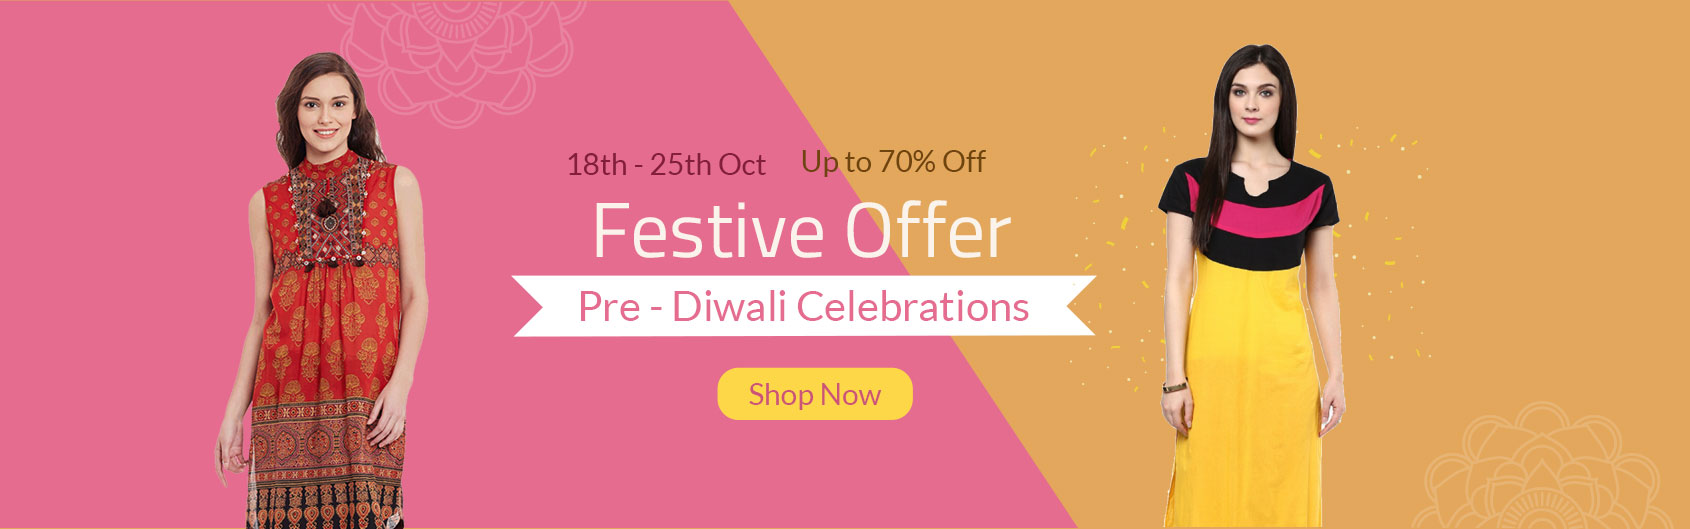 18th - 25th Oct
Up to 70% Off
Festive Offer
Pre - Diwali Celebrations
Shop Now